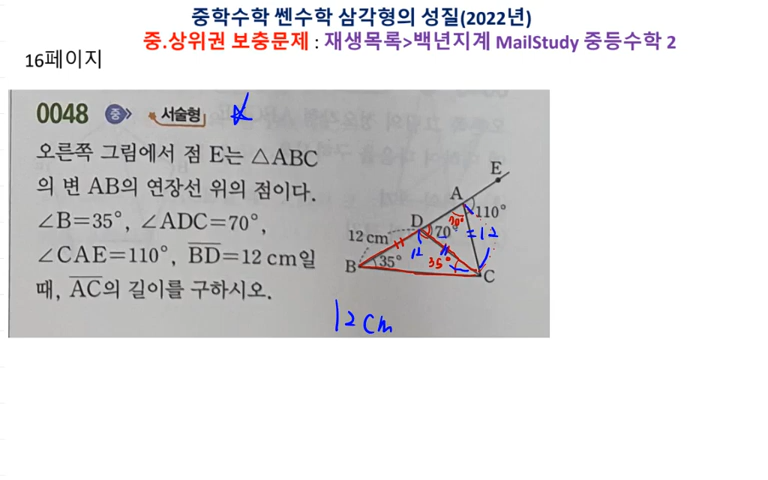 중학수학 쎈수학 삼각형의 성질(2022년)
중.상위권 보충문제 : 재생목록>백년지계 MailStudy 중등수학 2
16페이지
0048 중 서술형
오른쪽 그림에서 점 E는 △ABC
의 변 AB의 연장선 위의 점이다.
∠B=35°, ∠ADC=70°,
∠CAE=110°, BD=12 cm일
때, AC의 길이를 구하시오.
E
A
110°
70°
D
70°
=12
12 cm
12
35°
B
35°
C
12cm